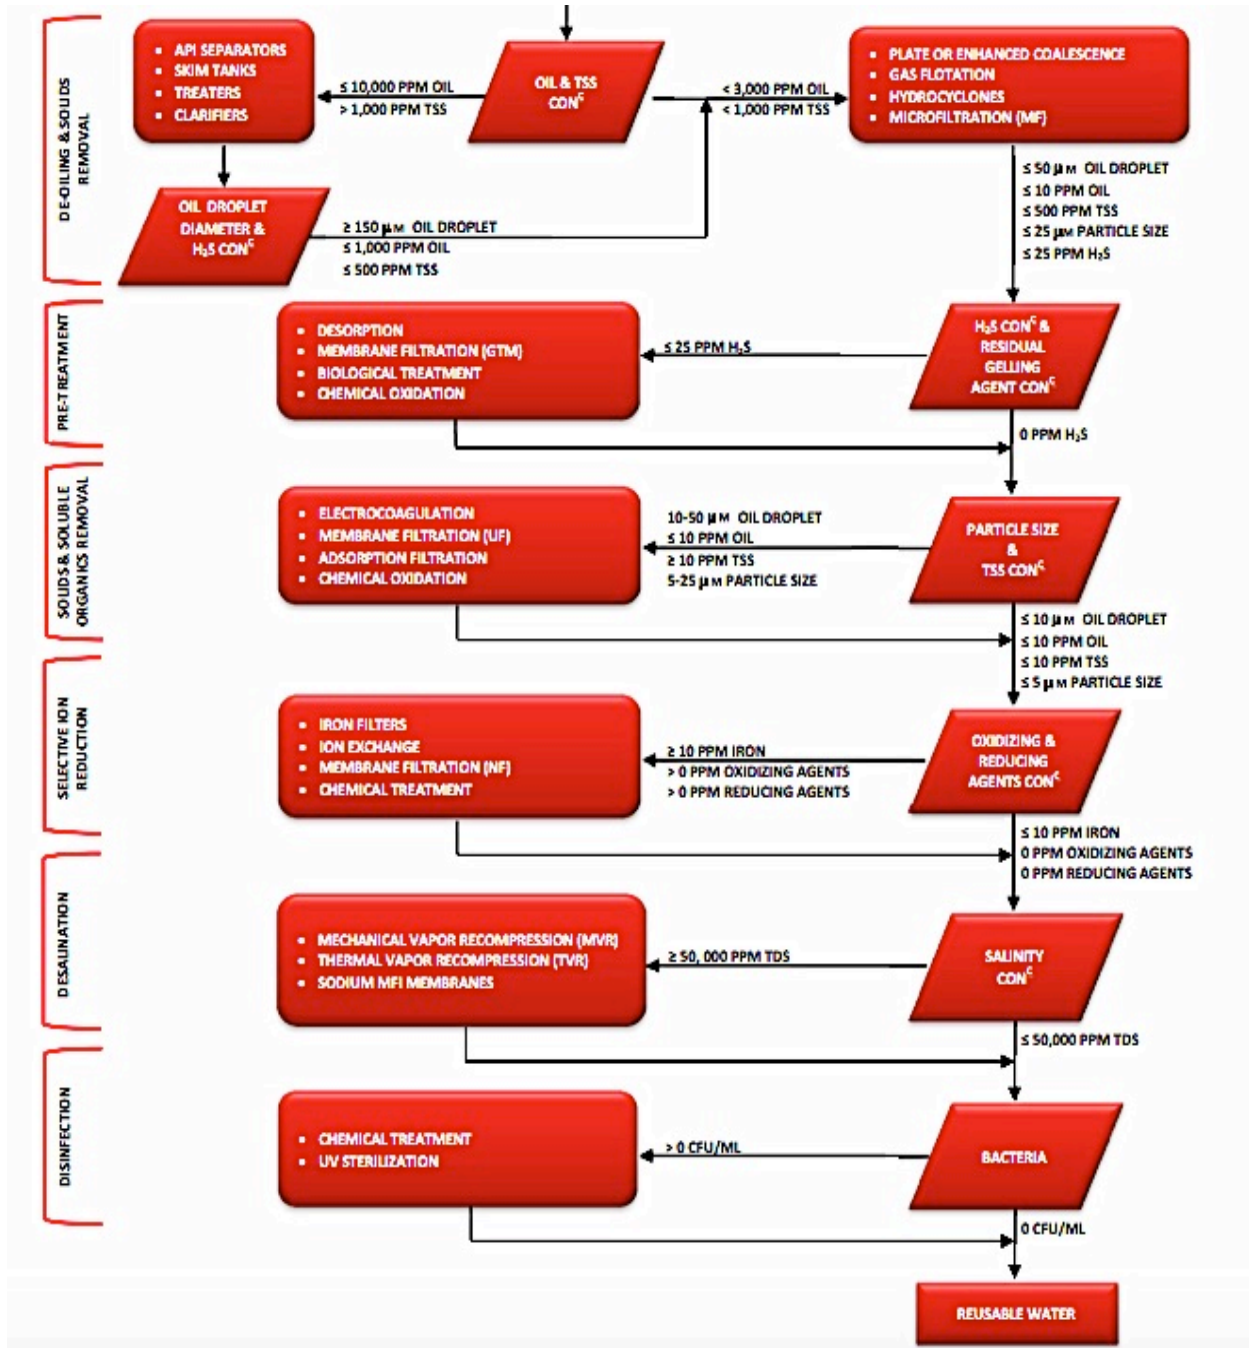 DE-OILING & SOLIDS
REMOVAL
▪ API SEPARATORS
▪ SKIM TANKS
▪ TREATERS
▪ CLARIFIERS
≤ 10,000 PPM OIL
> 1,000 PPM TSS
OIL & TSS
CONᶜ
< 3,000 PPM OIL
< 1,000 PPM TSS
▪ PLATE OR ENHANCED COALESCENCE
▪ GAS FLOTATION
▪ HYDROCYCLONES
▪ MICROFILTRATION (MF)
OIL DROPLET
DIAMETER &
H₂S CONᶜ
≥ 150 µM OIL DROPLET
≤ 1,000 PPM OIL
≤ 500 PPM TSS
≤ 50 µM OIL DROPLET
≤ 10 PPM OIL
≤ 500 PPM TSS
≤ 25 µM PARTICLE SIZE
≤ 25 PPM H₂S
PRE-TREATMENT
▪ DESORPTION
▪ MEMBRANE FILTRATION (GTM)
▪ BIOLOGICAL TREATMENT
▪ CHEMICAL OXIDATION
≤ 25 PPM H₂S
H₂S CONᶜ &
RESIDUAL
GELLING
AGENT CONᶜ
0 PPM H₂S
SOLIDS & SOLUBLE
ORGANICS REMOVAL
▪ ELECTROCOAGULATION
▪ MEMBRANE FILTRATION (UF)
▪ ADSORPTION FILTRATION
▪ CHEMICAL OXIDATION
10-50 µM OIL DROPLET
≤ 10 PPM OIL
≥ 10 PPM TSS
5-25 µM PARTICLE SIZE
PARTICLE SIZE
&
TSS CONᶜ
≤ 10 µM OIL DROPLET
≤ 10 PPM OIL
≤ 10 PPM TSS
≤ 5 µM PARTICLE SIZE
SELECTIVE ION
REDUCTION
▪ IRON FILTERS
▪ ION EXCHANGE
▪ MEMBRANE FILTRATION (NF)
▪ CHEMICAL TREATMENT
≥ 10 PPM IRON
> 0 PPM OXIDIZING AGENTS
> 0 PPM REDUCING AGENTS
OXIDIZING &
REDUCING
AGENTS CONᶜ
≤ 10 PPM IRON
0 PPM OXIDIZING AGENTS
0 PPM REDUCING AGENTS
DESALINATION
▪ MECHANICAL VAPOR RECOMPRESSION (MVR)
▪ THERMAL VAPOR RECOMPRESSION (TVR)
▪ SODIUM MFI MEMBRANES
≥ 50, 000 PPM TDS
SALINITY
CONᶜ
≤ 50,000 PPM TDS
DISINFECTION
▪ CHEMICAL TREATMENT
▪ UV STERILIZATION
> 0 CFU/ML
BACTERIA
0 CFU/ML
REUSABLE WATER